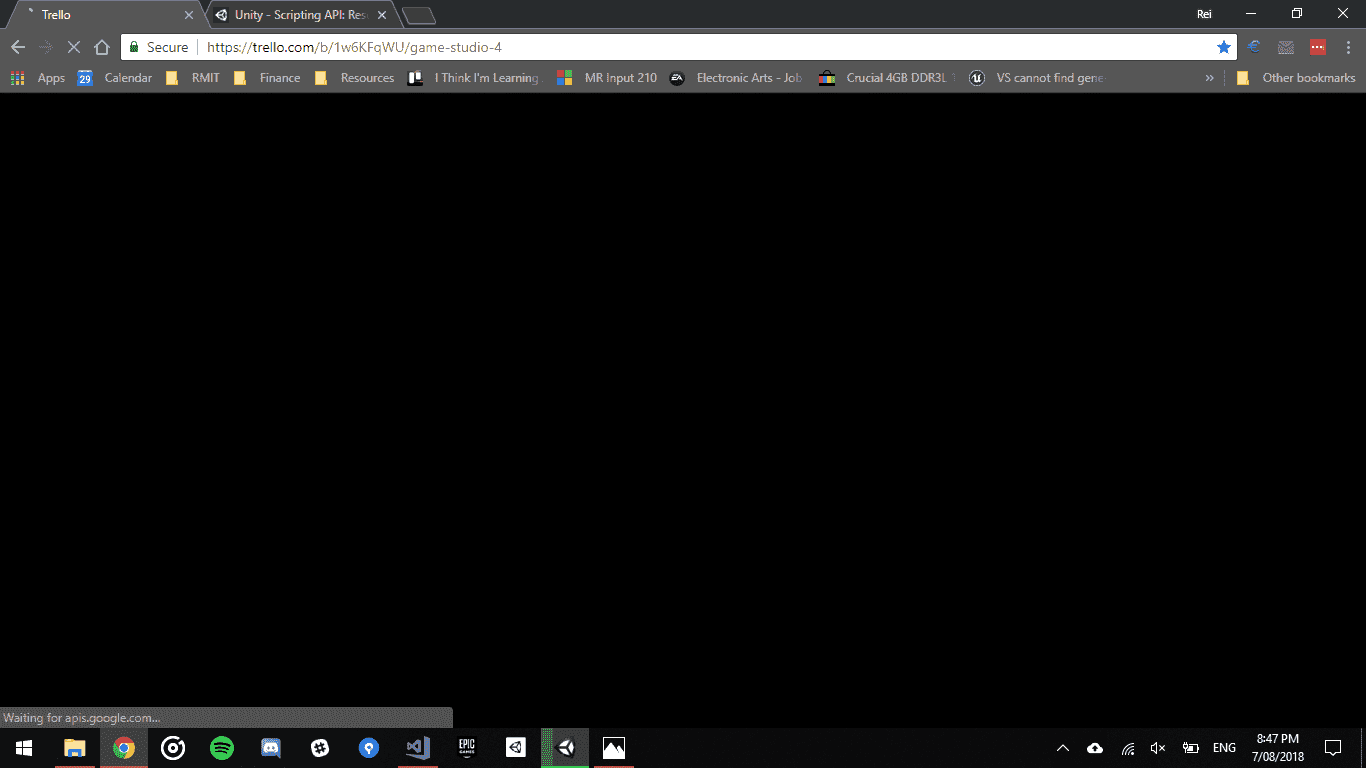 Trello
Unity - Scripting API: Res
Rei
Secure
https://trello.com/b/1w6KFqWU/game-studio-4
Apps
29
Calendar
RMIT
Finance
Resources
I Think I'm Learning
MR Input 210
EA
Electronic Arts - Job
Crucial 4GB DDR3L
VS cannot find gene
»
Other bookmarks
Waiting for apis.google.com...
EPIC
GAMES
ENG
8:47 PM
7/08/2018